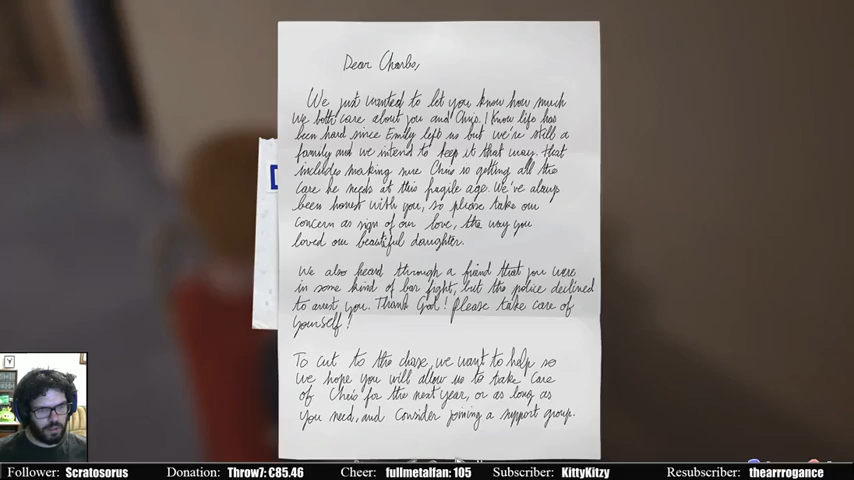 Dear Charles,
We just wanted to let you know how much
we both care about you and Chris. I know life has
been hard since Emily left us but we're still a
family and we intend to keep it that way. That
includes making sure Chris is getting all the
care he needs at this fragile age. We've always
been honest with you, so please take our
concern as sign of our love, the way you
loved our beautiful daughter.
We also heard through a friend that you were
in some kind of bar fight, but the police declined
to arrest you. Thank God! Please take care of
yourself!
To cut to the chase, we want to help so
we hope you will allow us to take care
of Chris for the next year, or as long as
you need, and consider joining a support group.
Follower: Scratosorus Donation: Throw7: €85.46 Cheer: fullmetalfan: 105 Subscriber: KittyKitzy Resubscriber: thearrrogance